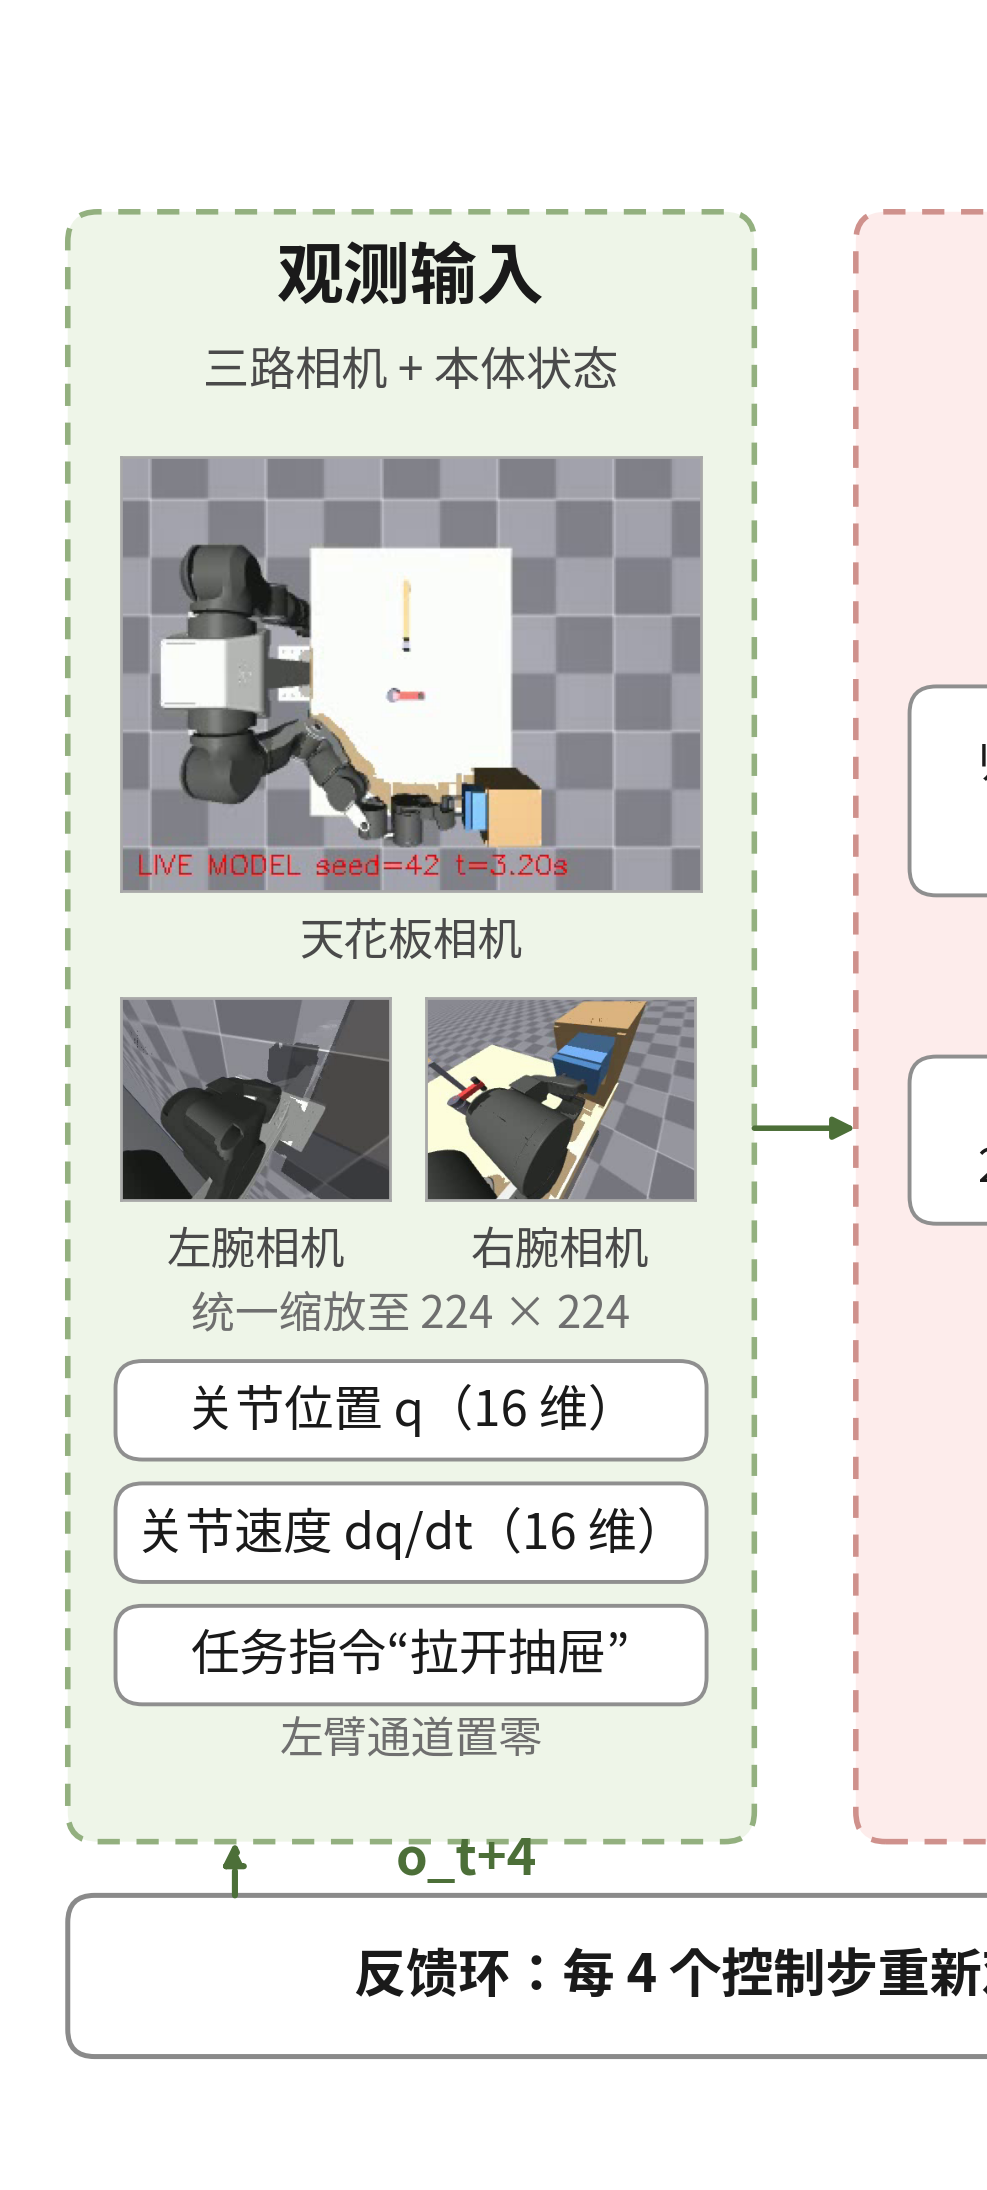 观测输入
三路相机 + 本体状态
LIVE MODEL seed=42 t=3.20s
天花板相机
左腕相机
右腕相机
统一缩放至 224 × 224
关节位置 q（16 维）
关节速度 dq/dt（16 维）
任务指令“拉开抽屉”
左臂通道置零
o_t+4
反馈环：每 4 个控制步重新